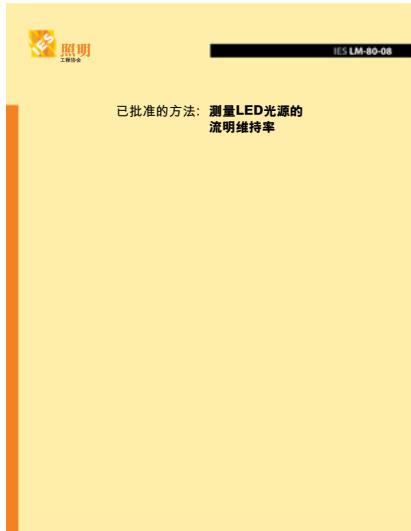 IES 照明
工程协会
IES LM-80-08
已批准的方法: 测量LED光源的
流明维持率